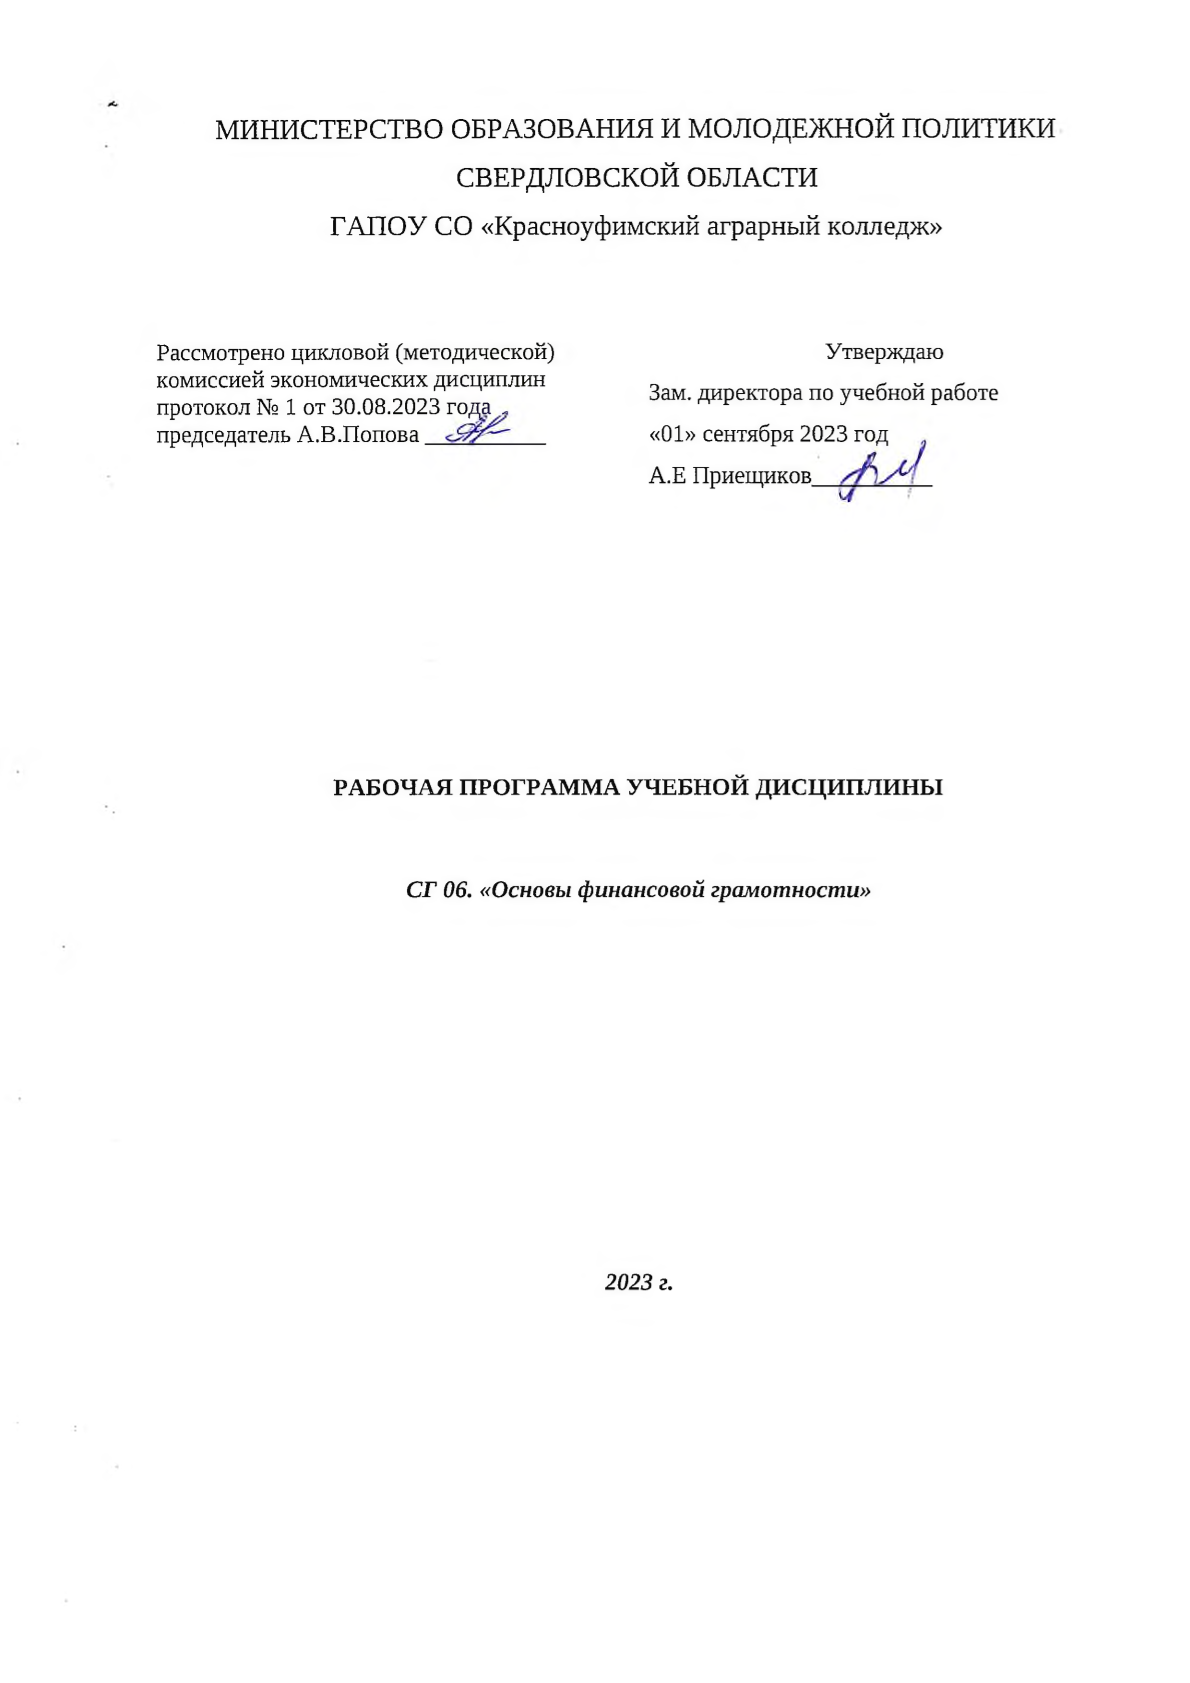 МИНИСТЕРСТВО ОБРАЗОВАНИЯ И МОЛОДЕЖНОЙ ПОЛИТИКИ
СВЕРДЛОВСКОЙ ОБЛАСТИ
ГАПОУ СО «Красноуфимский аграрный колледж»
Рассмотрено цикловой (методической)
комиссией экономических дисциплин
протокол № 1 от 30.08.2023 года
председатель А.В.Попова __________
Утверждаю
Зам. директора по учебной работе
«01» сентября 2023 год
А.Е Приещиков__________
РАБОЧАЯ ПРОГРАММА УЧЕБНОЙ ДИСЦИПЛИНЫ
СГ 06. «Основы финансовой грамотности»
2023 г.